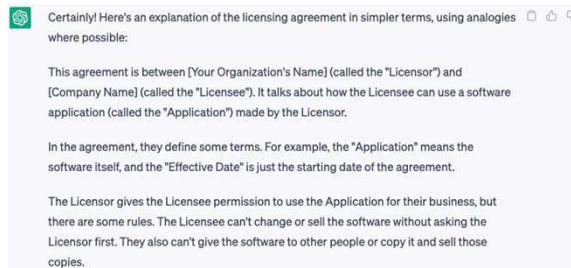 Certainly! Here's an explanation of the licensing agreement in simpler terms, using analogies
where possible:
This agreement is between [Your Organization's Name] (called the "Licensor") and
[Company Name] (called the "Licensee"). It talks about how the Licensee can use a software
application (called the "Application") made by the Licensor.
In the agreement, they define some terms. For example, the "Application" means the
software itself, and the "Effective Date" is just the starting date of the agreement.
The Licensor gives the Licensee permission to use the Application for their business, but
there are some rules. The Licensee can't change or sell the software without asking the
Licensor first. They also can't give the software to other people or copy it and sell those
copies.